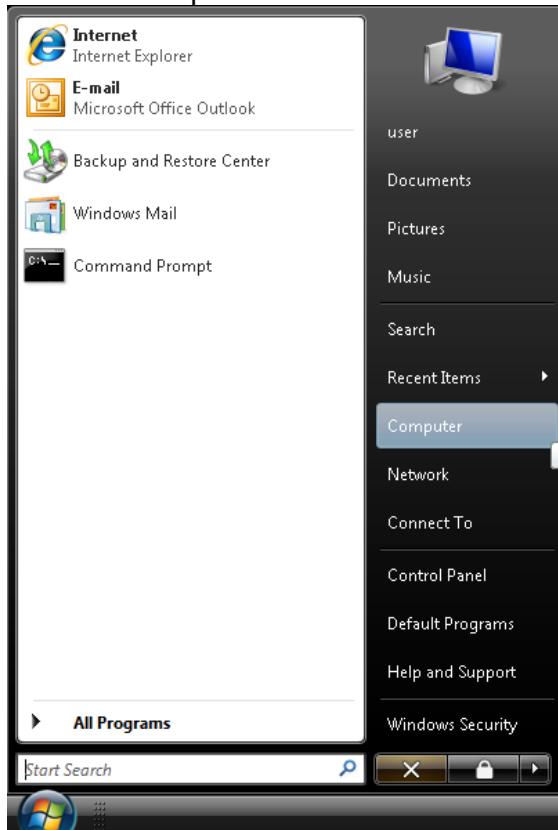 Internet
Internet Explorer
E-mail
Microsoft Office Outlook
Backup and Restore Center
Windows Mail
Command Prompt
All Programs
Start Search
user
Documents
Pictures
Music
Search
Recent Items
Computer
Network
Connect To
Control Panel
Default Programs
Help and Support
Windows Security